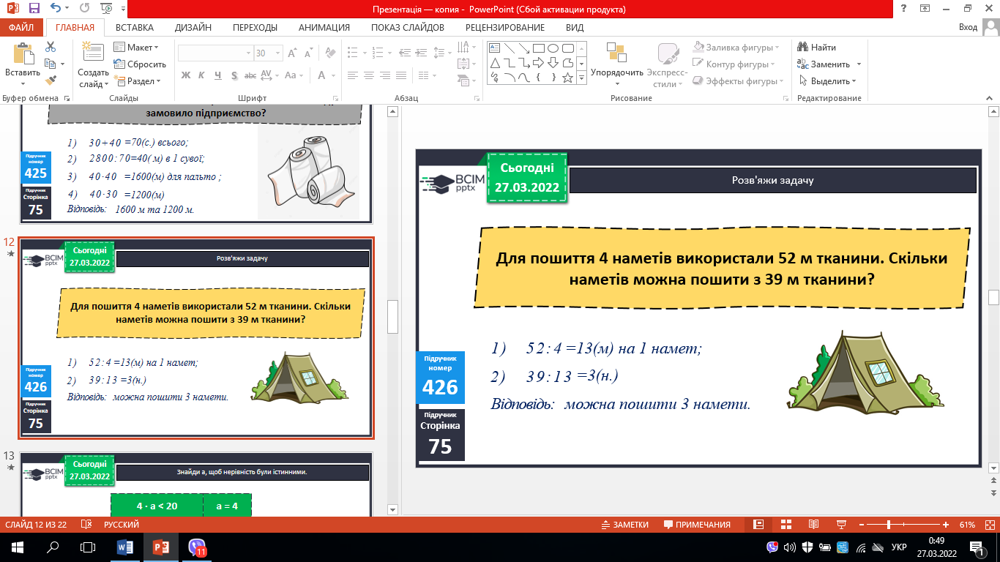 Презентація — копия - PowerPoint (Сбой активации продукта)
ФАЙЛ ГЛАВНАЯ ВСТАВКА ДИЗАЙН ПЕРЕХОДЫ АНИМАЦИЯ ПОКАЗ СЛАЙДОВ РЕЦЕНЗИРОВАНИЕ ВИД Вход
Вставить
Создать слайд
Макет
Сбросить
Раздел
30
Ж К Ч S abc AV Aa А
Упорядочить
Экспресс-стили
Заливка фигуры
Контур фигуры
Эффекты фигуры
Найти
Заменить
Выделить
Буфер обмена Слайды Шрифт Абзац Рисование Редактирование
замовило підприємство?
1) 30+40 =70(с.) всього;
2) 2800:70=40( м) в 1 сувої;
3) 40·40 =1600(м) для пальто ;
4) 40·30 =1200(м)
Відповідь: 1600 м та 1200 м.
Підручник номер
425
Підручник Сторінка
75
12
BCIM pptx
Сьогодні
27.03.2022
Розв'яжи задачу
Для пошиття 4 наметів використали 52 м тканини. Скільки
наметів можна пошити з 39 м тканини?
1) 52:4 =13(м) на 1 намет;
2) 39:13 =3(н.)
Відповідь: можна пошити 3 намети.
Підручник номер
426
Підручник Сторінка
75
13
BCIM pptx
Сьогодні
27.03.2022
Знайди а, щоб нерівність були істинними.
4 · а < 20 а = 4
BCIM
pptx
Сьогодні
27.03.2022
Розв'яжи задачу
Для пошиття 4 наметів використали 52 м тканини. Скільки
наметів можна пошити з 39 м тканини?
1) 52:4 =13(м) на 1 намет;
2) 39:13 =3(н.)
Відповідь: можна пошити 3 намети.
Підручник
номер
426
Підручник
Сторінка
75
СЛАЙД 12 ИЗ 22 РУССКИЙ ЗАМЕТКИ ПРИМЕЧАНИЯ 61%
11
УКР
0:49
27.03.2022
1